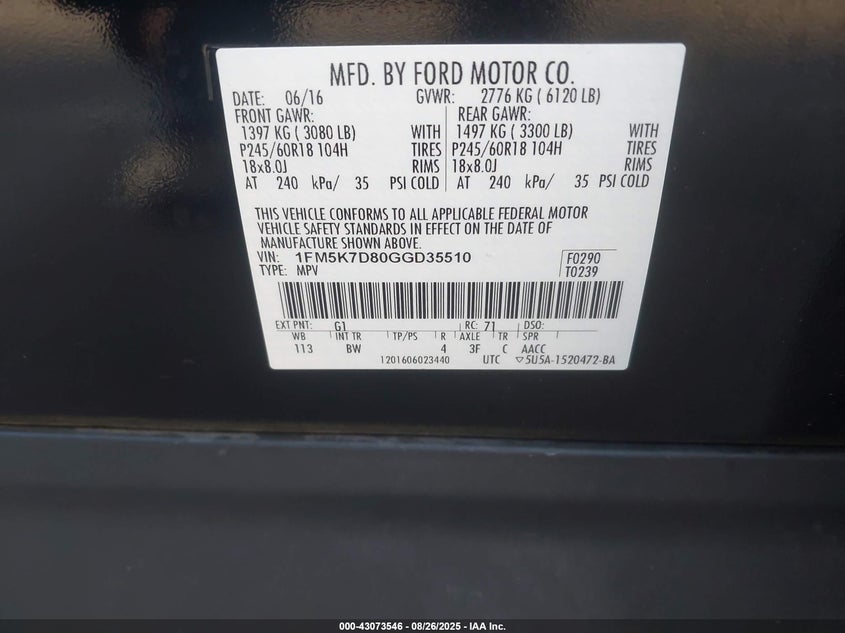 MFD. BY FORD MOTOR CO.
DATE: 06/16 GVWR: 2776 KG ( 6120 LB)
FRONT GAWR: REAR GAWR:
1397 KG ( 3080 LB) WITH 1497 KG ( 3300 LB) WITH
P245/60R18 104H TIRES P245/60R18 104H TIRES
18x8.0J RIMS 18x8.0J RIMS
AT 240 kPa/ 35 PSI COLD AT 240 kPa/ 35 PSI COLD
THIS VEHICLE CONFORMS TO ALL APPLICABLE FEDERAL MOTOR
VEHICLE SAFETY STANDARDS IN EFFECT ON THE DATE OF
MANUFACTURE SHOWN ABOVE.
VIN: 1FM5K7D80GGD35510 F0290
TYPE: MPV T0239
EXT PNT: G1 RC: 71 DSO:
WB INT TR TP/PS R AXLE TR SPR
113 BW 4 3F C AACC
1201606023440 UTC ▽5U5A-1520472-BA
000-43073546 - 08/26/2025 - IAA Inc.